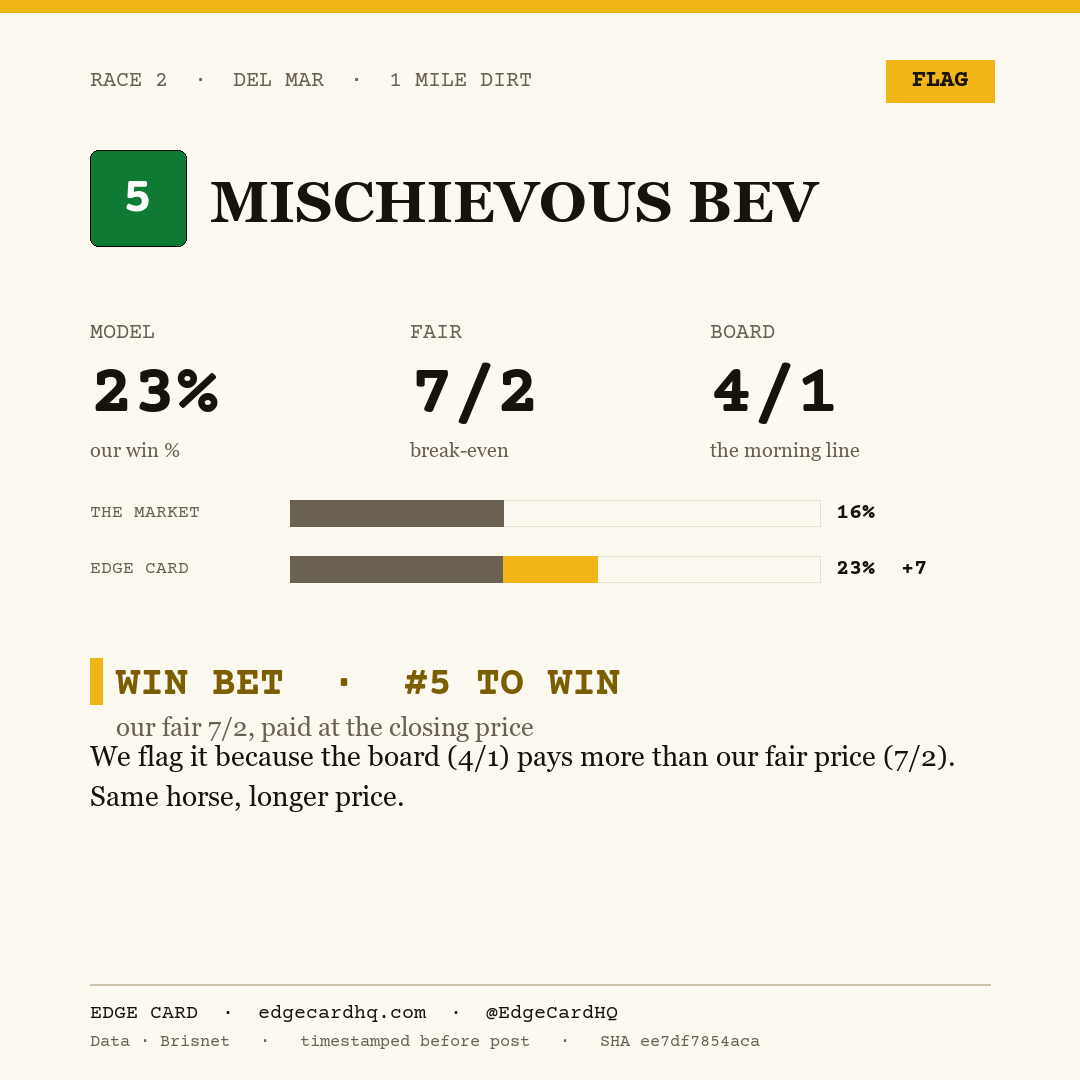 RACE 2 · DEL MAR · 1 MILE DIRT
FLAG
5 MISCHIEVOUS BEV
MODEL FAIR BOARD
23% 7/2 4/1
our win % break-even the morning line
THE MARKET 16%
EDGE CARD 23% +7
WIN BET · #5 TO WIN
our fair 7/2, paid at the closing price
We flag it because the board (4/1) pays more than our fair price (7/2).
Same horse, longer price.
EDGE CARD · edgecardhq.com · @EdgeCardHQ
Data · Brisnet · timestamped before post · SHA ee7df7854aca